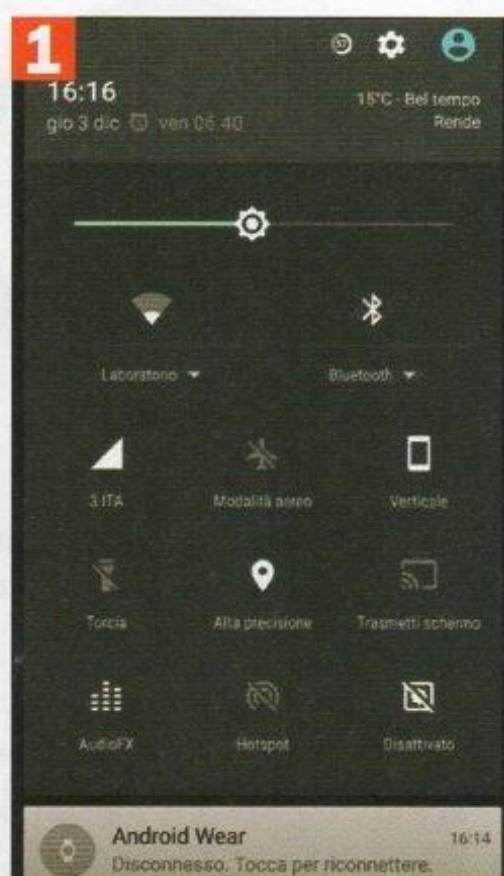 1
57
16:16
15°C - Bel tempo
gio 3 dic ven 06:40
Rende
Laboratorio
Bluetooth
3 ITA
Modalità aereo
Verticale
Torcia
Alta precisione
Trasmetti schermo
AudioFX
Hotspot
Disattivato
Android Wear 16:14
Disconnesso. Tocca per riconnettere.